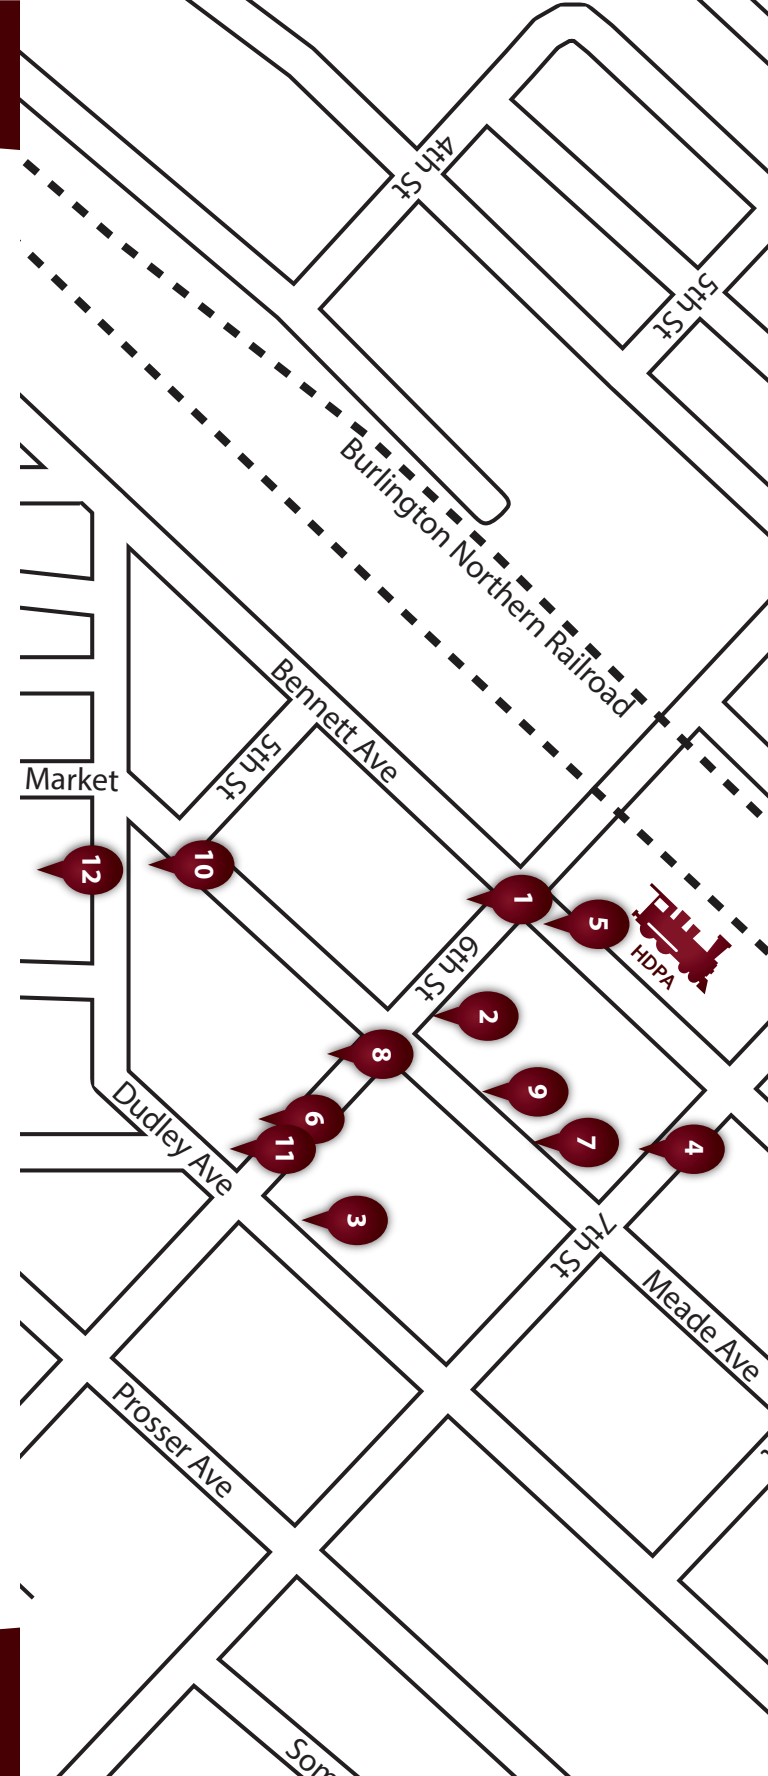 4th St
5th St
Burlington Northern Railroad
Bennett Ave
5th St
Market
12
10
1
5
HDPA
6th St
2
8
9
6
7
11
4
Dudley Ave
3
7th St
Meade Ave
Prosser Ave
Som